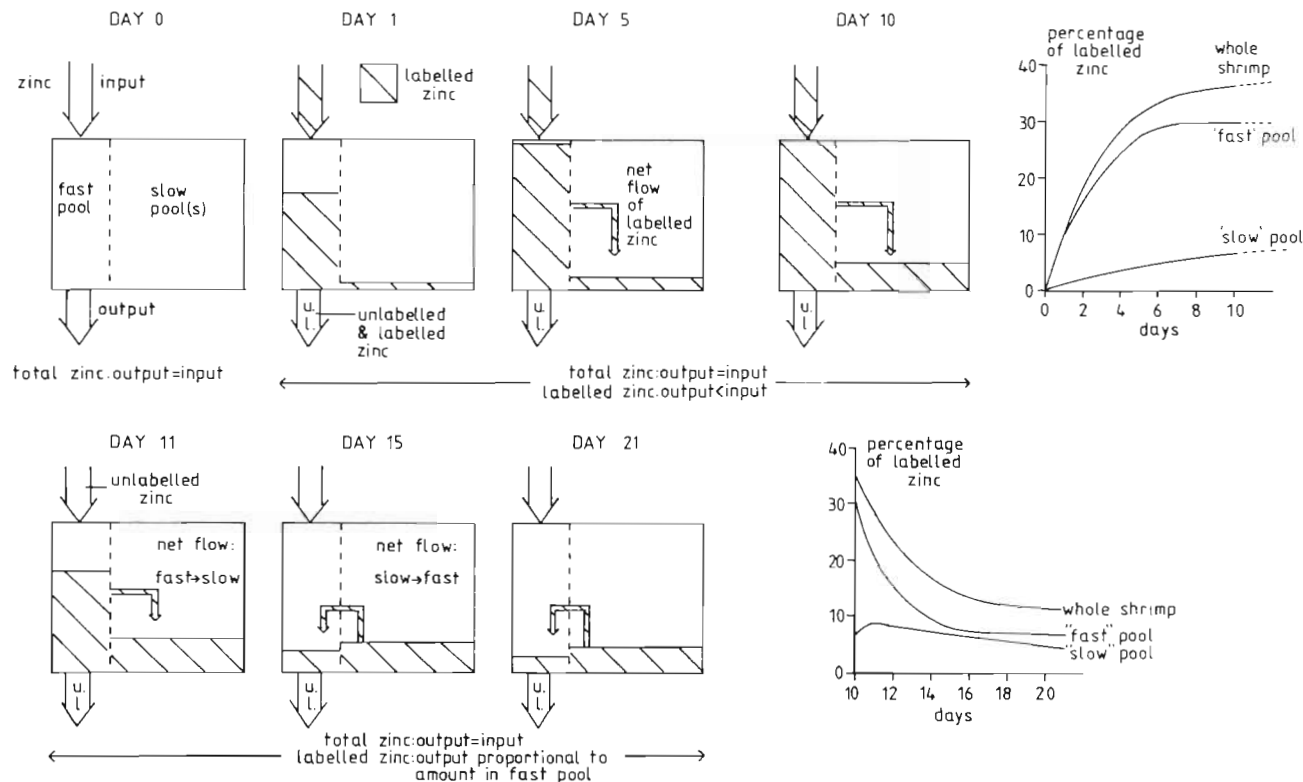 DAY 0
DAY 1
DAY 5
DAY 10
zinc
input
labelled
zinc
fast
pool
slow
pool(s)
output
u.
l.
unlabelled
& labelled
zinc
net
flow
of
labelled
zinc
u.
l.
u.
l.
total zinc:output=input
total zinc:output=input
labelled zinc:output<input
percentage
of labelled
zinc
40
30
20
10
0
0
2
4
6
8
10
days
whole
shrimp
'fast' pool
'slow' pool
DAY 11
DAY 15
DAY 21
unlabelled
zinc
net flow:
fast→slow
net flow:
slow→fast
u.
l.
u.
l.
u.
l.
total zinc:output=input
labelled zinc:output proportional to
amount in fast pool
percentage
of labelled
zinc
40
30
20
10
0
10
12
14
16
18
20
days
whole shrimp
"fast" pool
"slow" pool